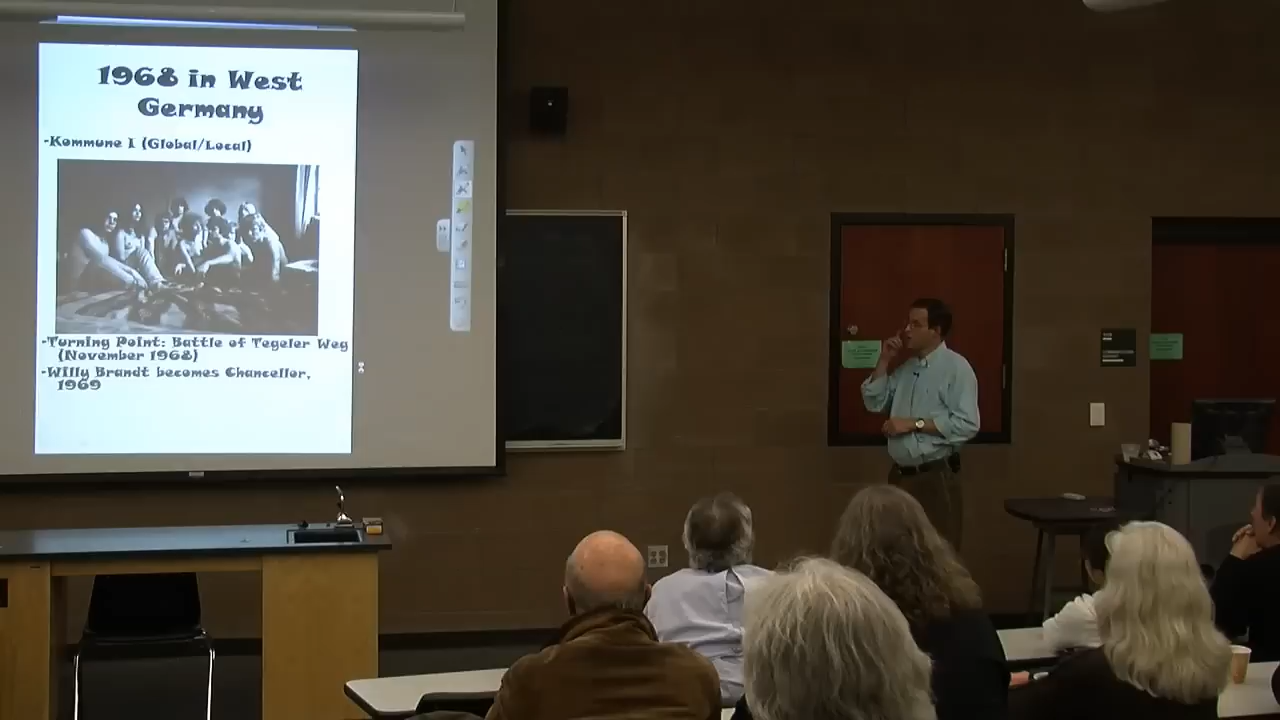 1968 in West
Germany
-Kommune I (Global/Local)
-Turning Point: Battle of Tegeler Weg
(November 1968)
-Willy Brandt becomes Chancellor,
1969